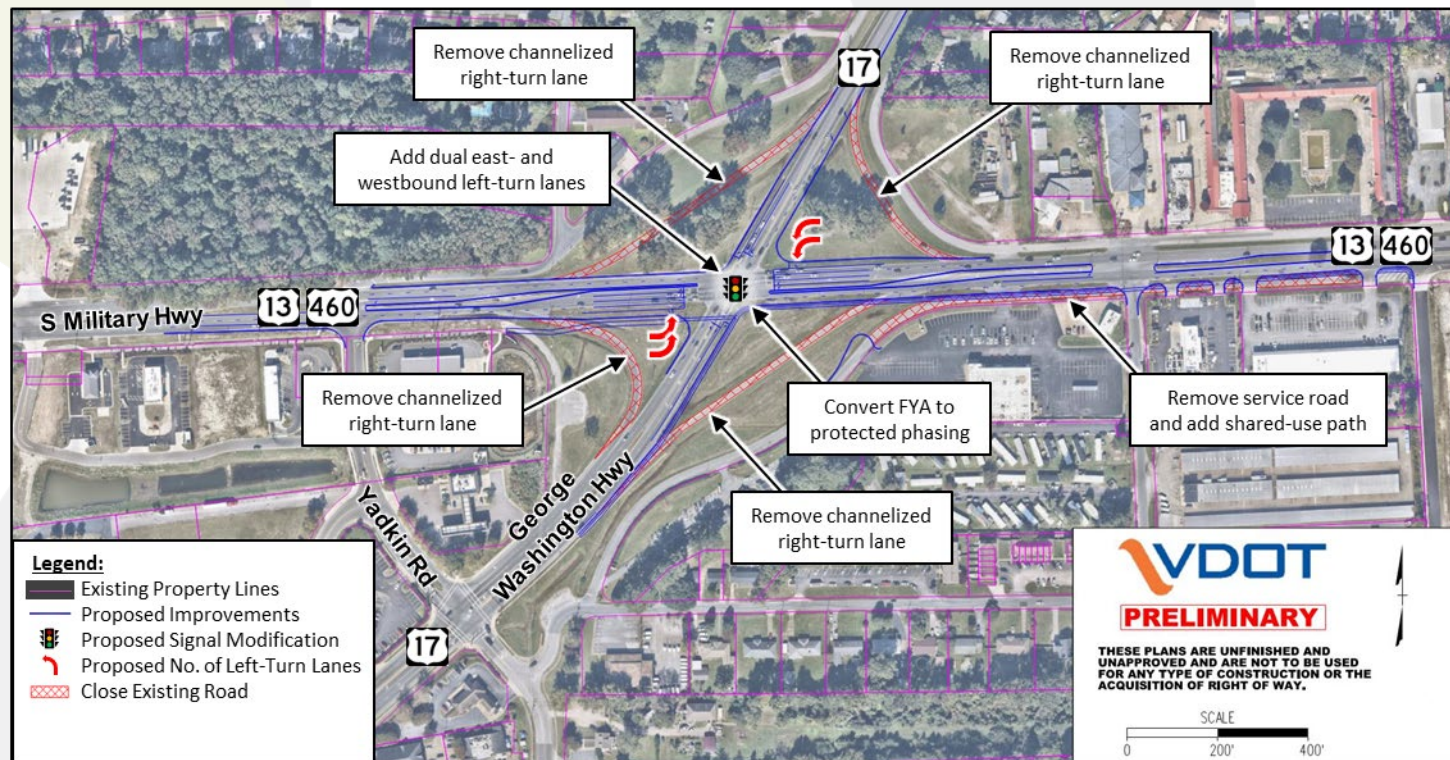 Remove channelized
right-turn lane
17
Remove channelized
right-turn lane
Add dual east- and
westbound left-turn lanes
13 460
S Military Hwy
13 460
Remove channelized
right-turn lane
Convert FYA to
protected phasing
Remove service road
and add shared-use path
George
Washington Hwy
Yadkin Rd
Remove channelized
right-turn lane
17
Legend:
Existing Property Lines
Proposed Improvements
Proposed Signal Modification
Proposed No. of Left-Turn Lanes
Close Existing Road
VDOT
PRELIMINARY
THESE PLANS ARE UNFINISHED AND
UNAPPROVED AND ARE NOT TO BE USED
FOR ANY TYPE OF CONSTRUCTION OR THE
ACQUISITION OF RIGHT OF WAY.
SCALE
0 200' 400'